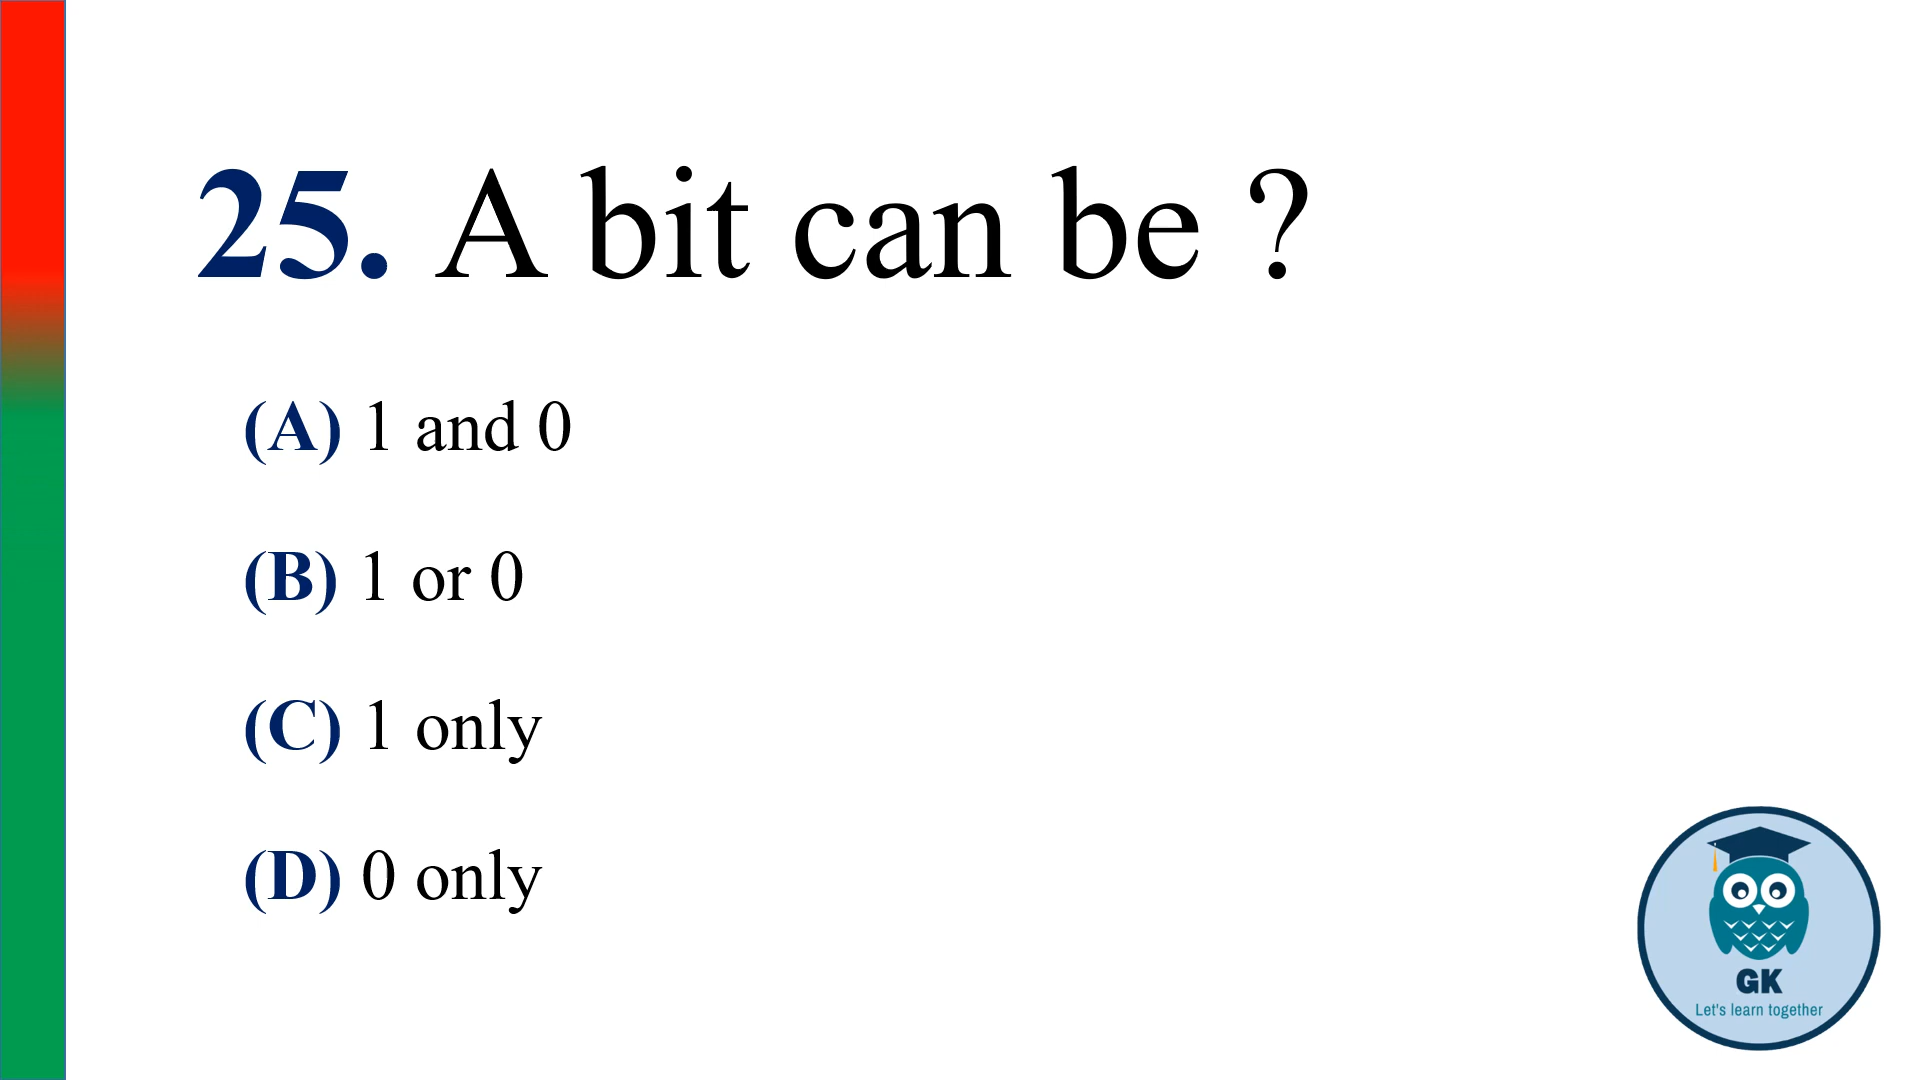 25. A bit can be ?
(A) 1 and 0
(B) 1 or 0
(C) 1 only
(D) 0 only
GK
Let's learn together